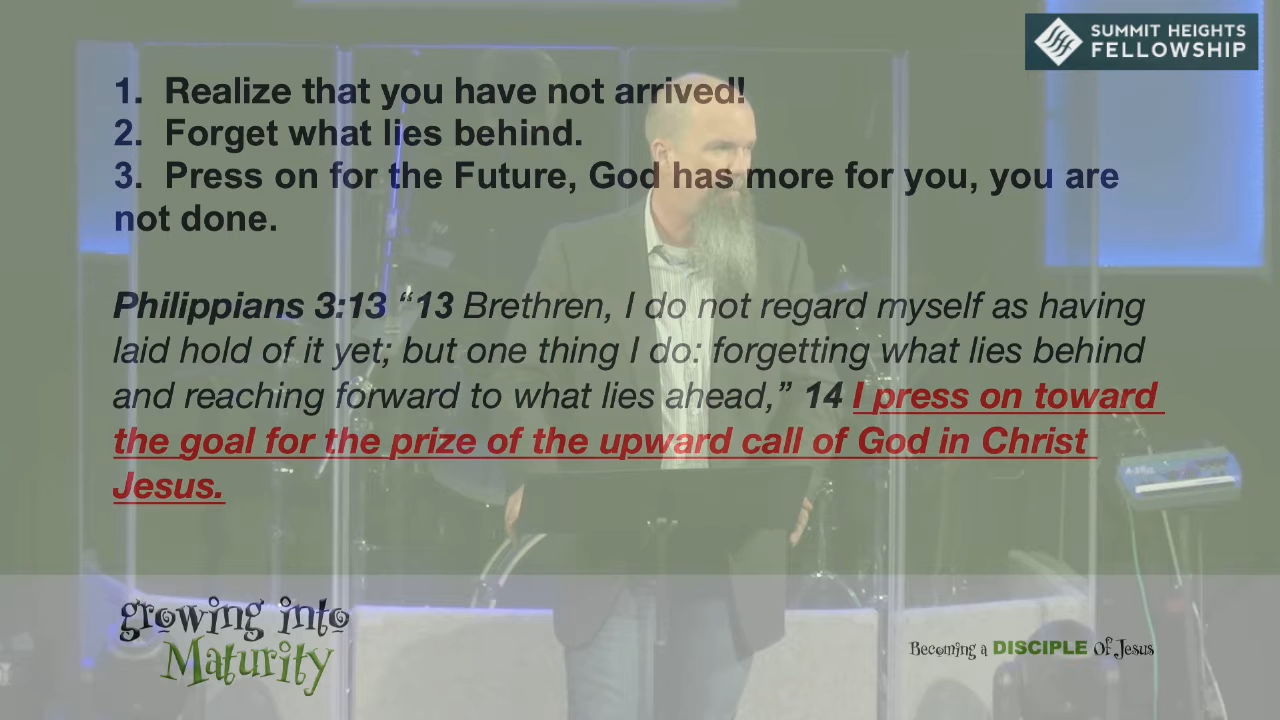 SUMMIT HEIGHTS
FELLOWSHIP
1. Realize that you have not arrived!
2. Forget what lies behind.
3. Press on for the Future, God has more for you, you are
not done.
Philippians 3:13 “13 Brethren, I do not regard myself as having
laid hold of it yet; but one thing I do: forgetting what lies behind
and reaching forward to what lies ahead,” 14 I press on toward
the goal for the prize of the upward call of God in Christ
Jesus.
growing into
Maturity
Becoming a DISCIPLE Of Jesus